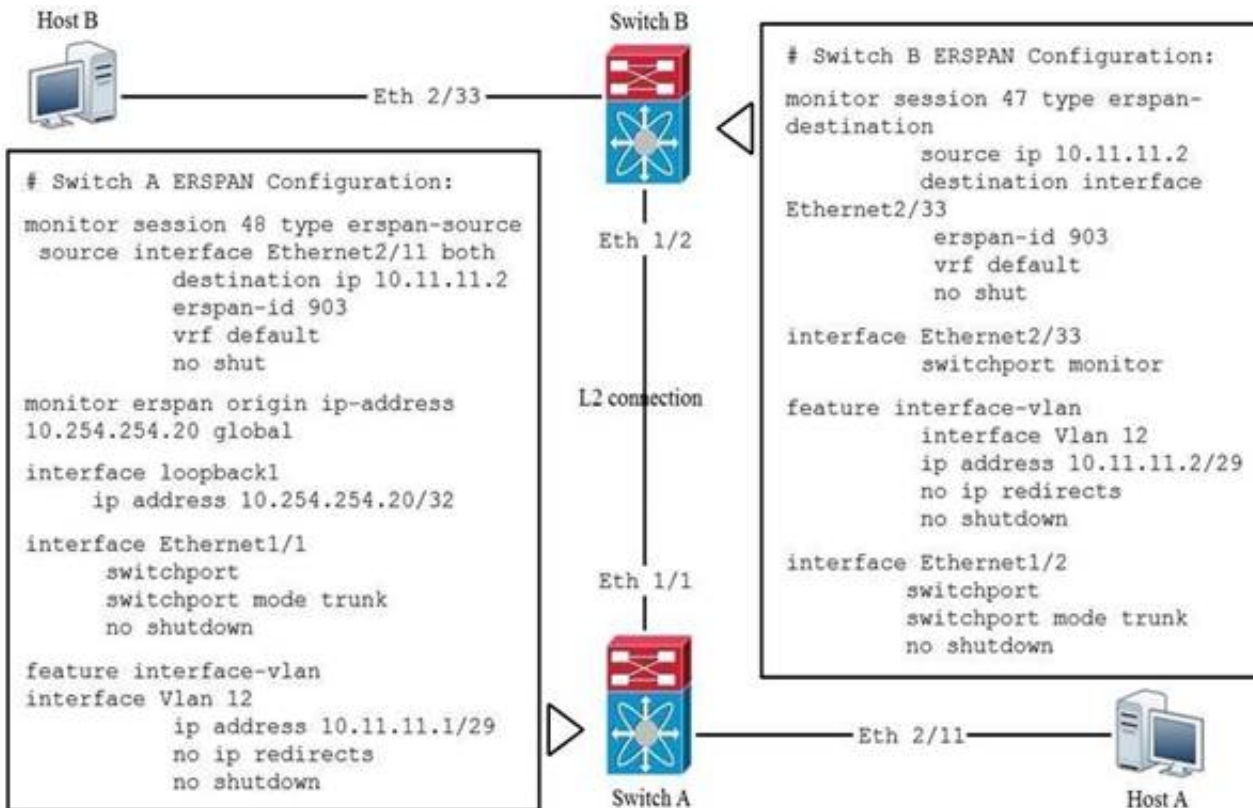 Host B
Switch B
Eth 2/33
# Switch B ERSPAN Configuration:
monitor session 47 type erspan-
destination
source ip 10.11.11.2
destination interface
Ethernet2/33
erspan-id 903
vrf default
no shut
interface Ethernet2/33
switchport monitor
feature interface-vlan
interface Vlan 12
ip address 10.11.11.2/29
no ip redirects
no shutdown
interface Ethernet1/2
switchport
switchport mode trunk
no shutdown
# Switch A ERSPAN Configuration:
monitor session 48 type erspan-source
source interface Ethernet2/11 both
destination ip 10.11.11.2
erspan-id 903
vrf default
no shut
monitor erspan origin ip-address
10.254.254.20 global
interface loopback1
ip address 10.254.254.20/32
interface Ethernet1/1
switchport
switchport mode trunk
no shutdown
feature interface-vlan
interface Vlan 12
ip address 10.11.11.1/29
no ip redirects
no shutdown
Eth 1/2
L2 connection
Eth 1/1
Eth 2/11
Switch A
Host A